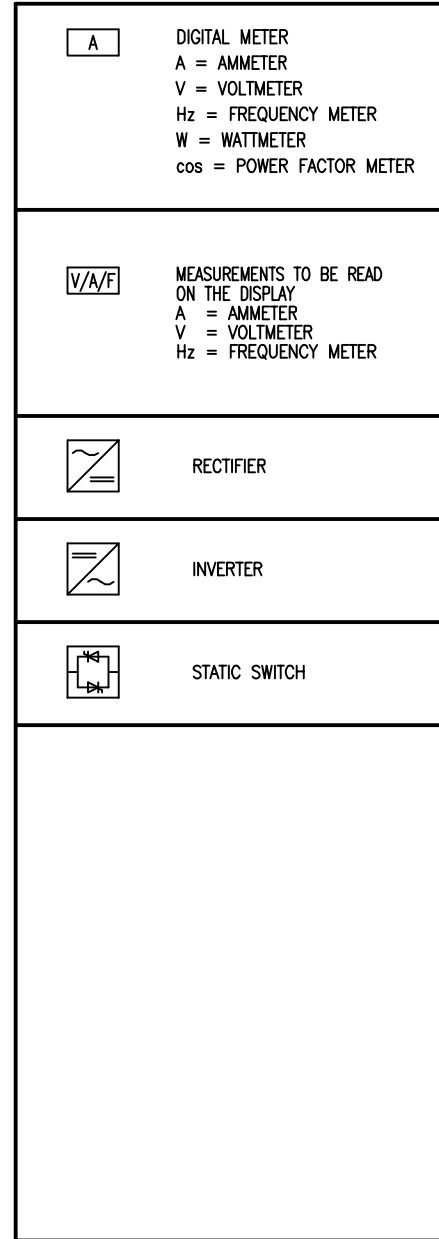 A
DIGITAL METER
A = AMMETER
V = VOLTMETER
Hz = FREQUENCY METER
W = WATTMETER
cos = POWER FACTOR METER
V/A/F
MEASUREMENTS TO BE READ
ON THE DISPLAY
A = AMMETER
V = VOLTMETER
Hz = FREQUENCY METER
RECTIFIER
INVERTER
STATIC SWITCH